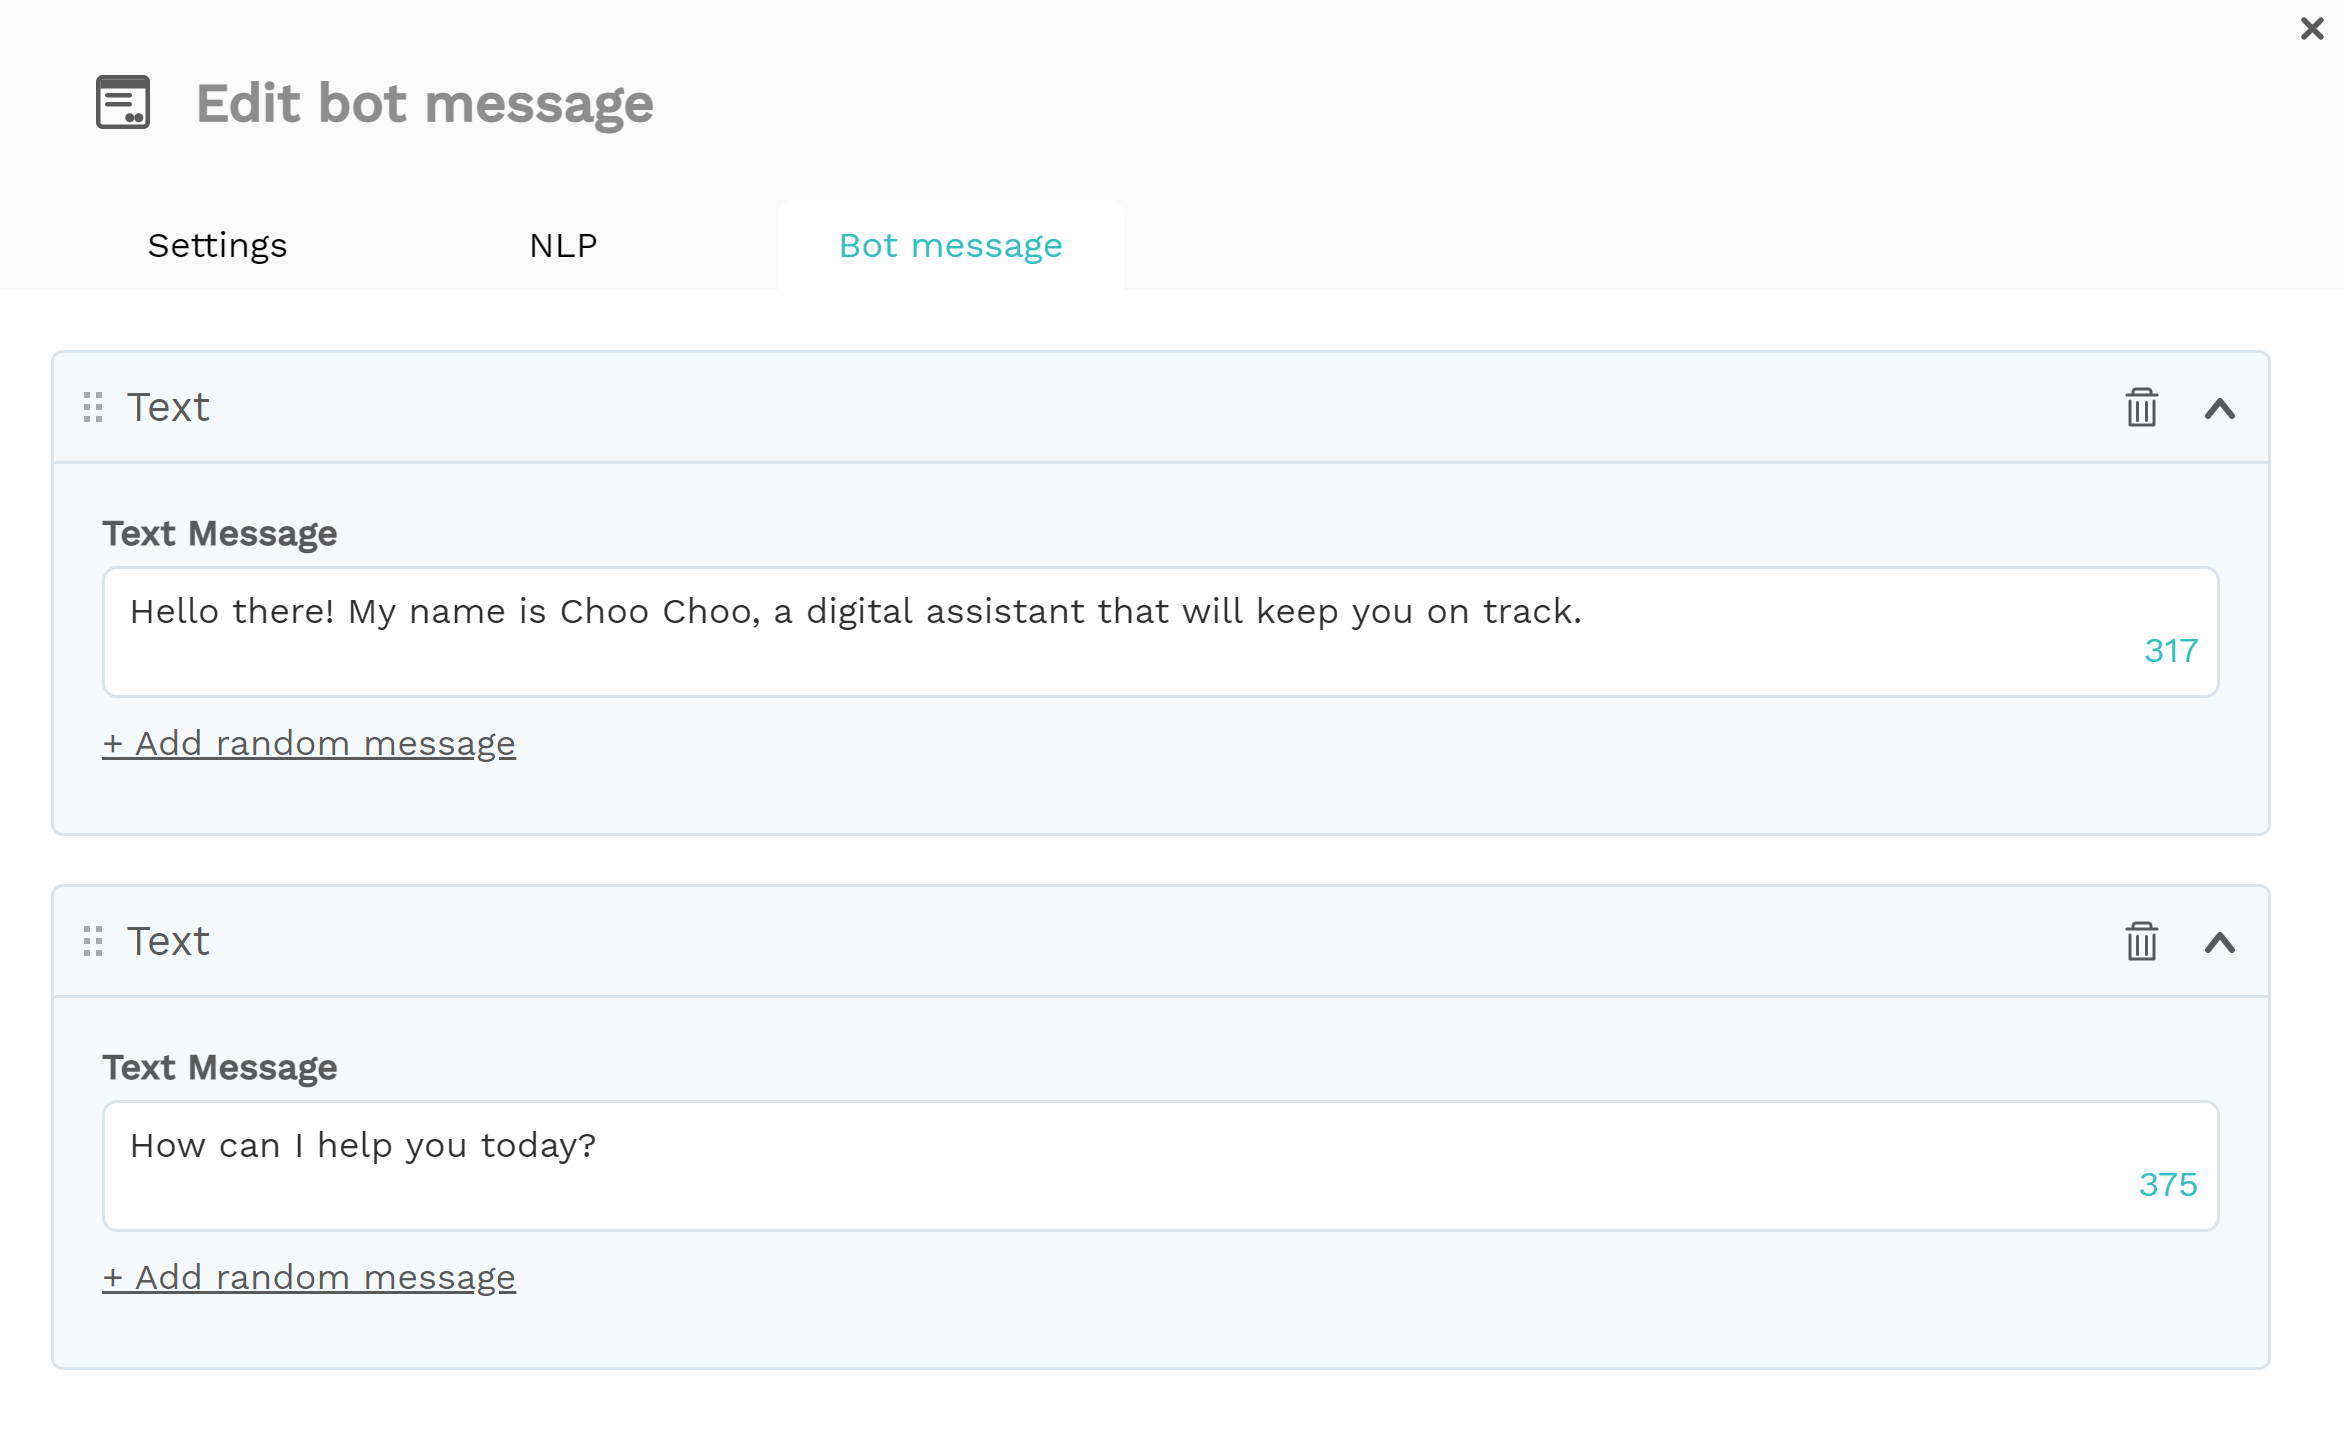 Edit bot message
Settings NLP Bot message
Text
Text Message
Hello there! My name is Choo Choo, a digital assistant that will keep you on track.
317
+ Add random message
Text
Text Message
How can I help you today?
375
+ Add random message